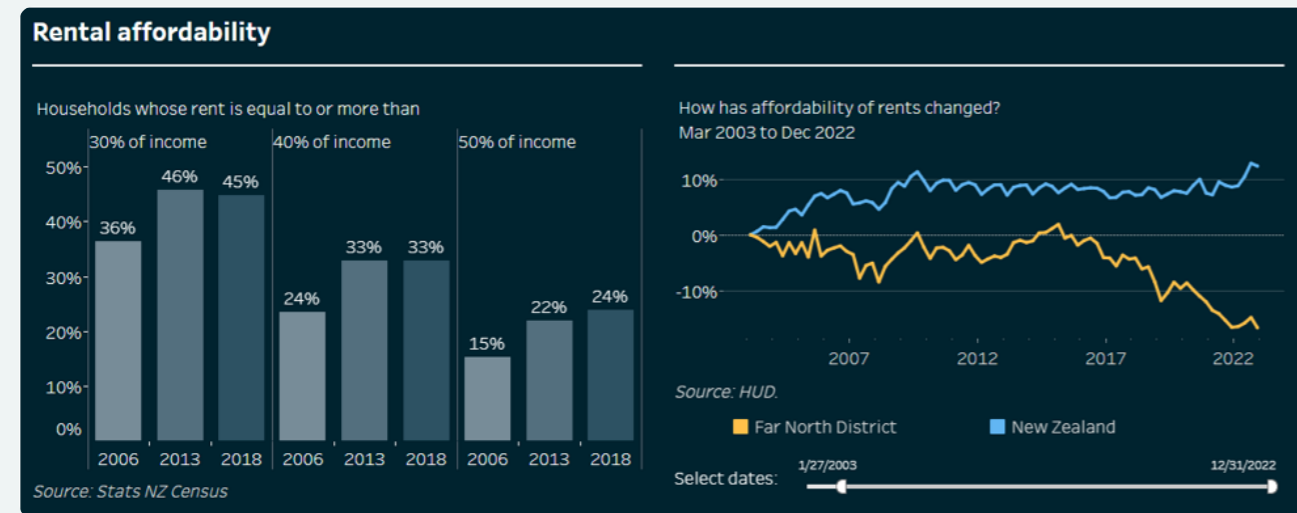 Rental affordability
Households whose rent is equal to or more than
30% of income
40% of income
50% of income
50%
40%
30%
20%
10%
0%
36%
46%
45%
24%
33%
33%
15%
22%
24%
2006 2013 2018 2006 2013 2018 2006 2013 2018
Source: Stats NZ Census
How has affordability of rents changed?
Mar 2003 to Dec 2022
10%
0%
-10%
2007 2012 2017 2022
Source: HUD.
Far North District New Zealand
Select dates: 1/27/2003 12/31/2022